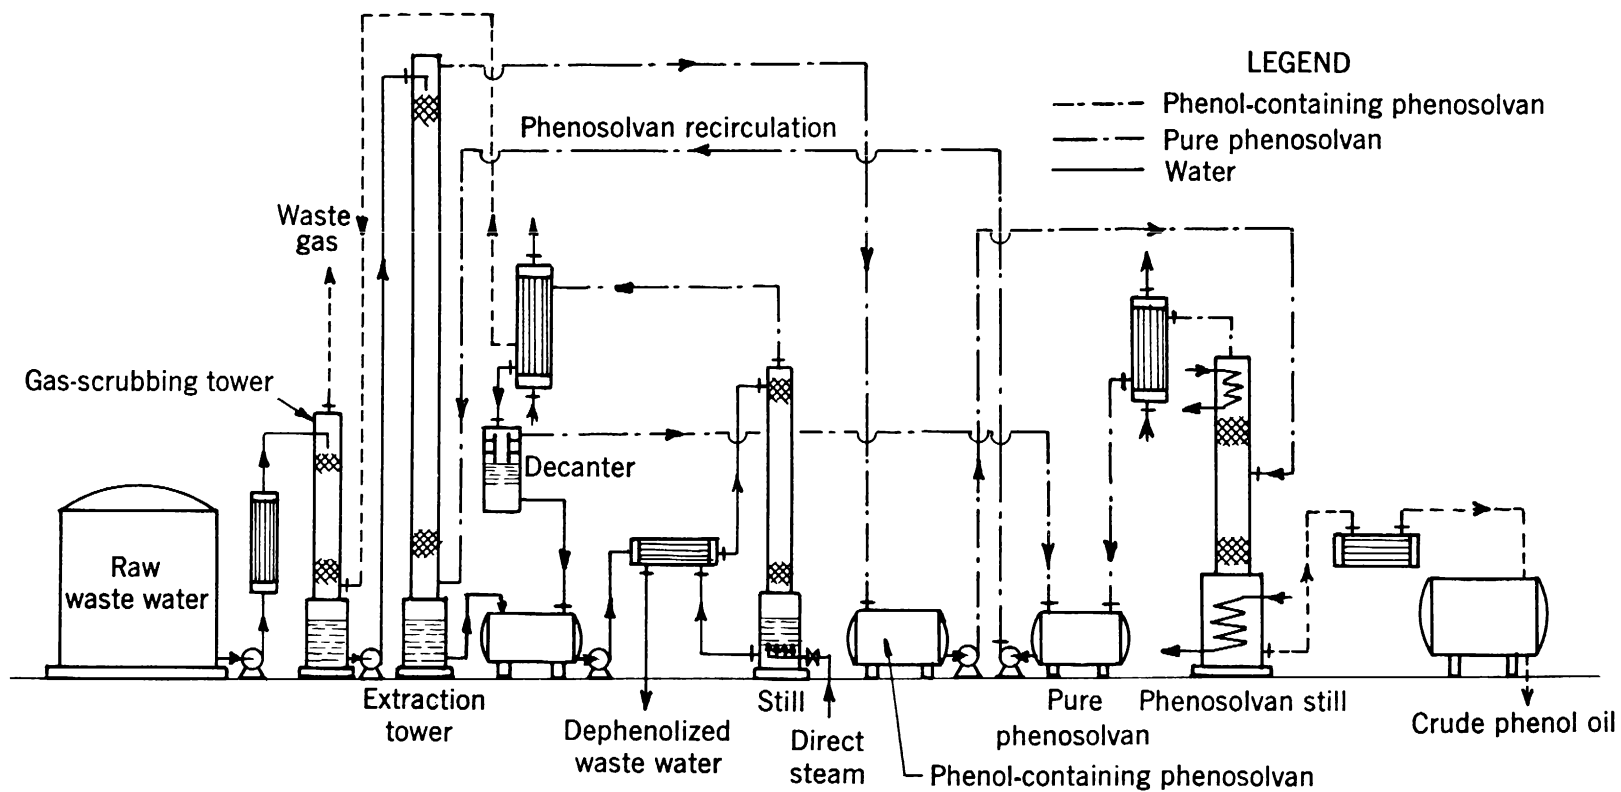 LEGEND
Phenol-containing phenosolvan
Pure phenosolvan
Water
Phenosolvan recirculation
Waste
gas
Gas-scrubbing tower
Decanter
Raw
waste water
Extraction
tower
Dephenolized
waste water
Still
Direct
steam
Phenol-containing phenosolvan
Pure
phenosolvan
Phenosolvan still
Crude phenol oil